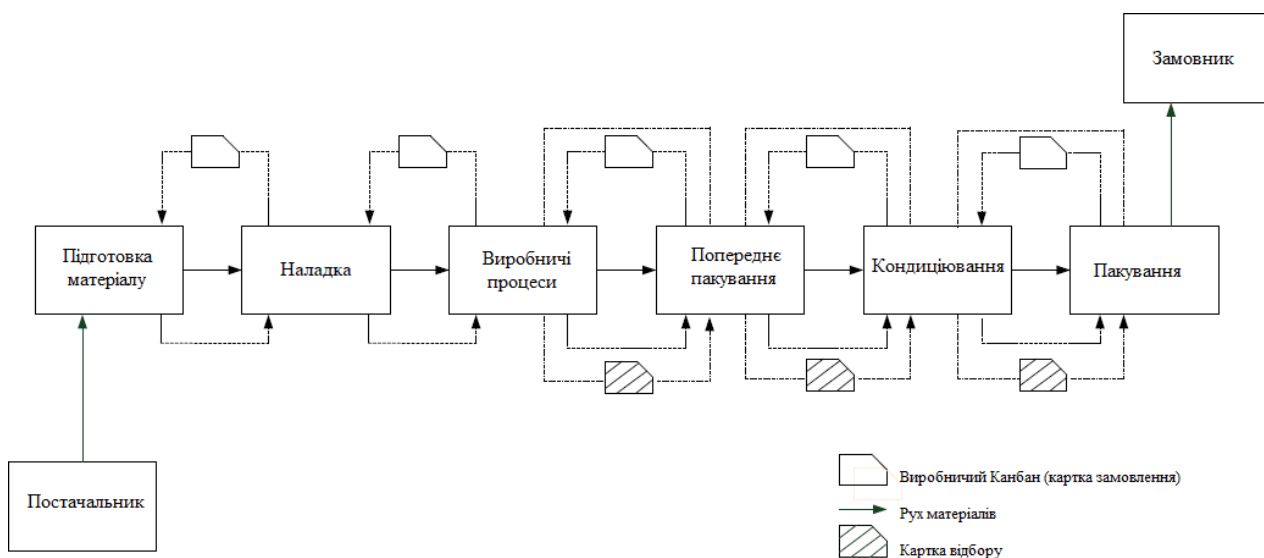 Замовник
Підготовка
матеріалу
Наладка
Виробничі
процеси
Попереднє
пакування
Кондиціювання
Пакування
Постачальник
Виробничий Канбан (картка замовлення)
Рух матеріалів
Картка відбору